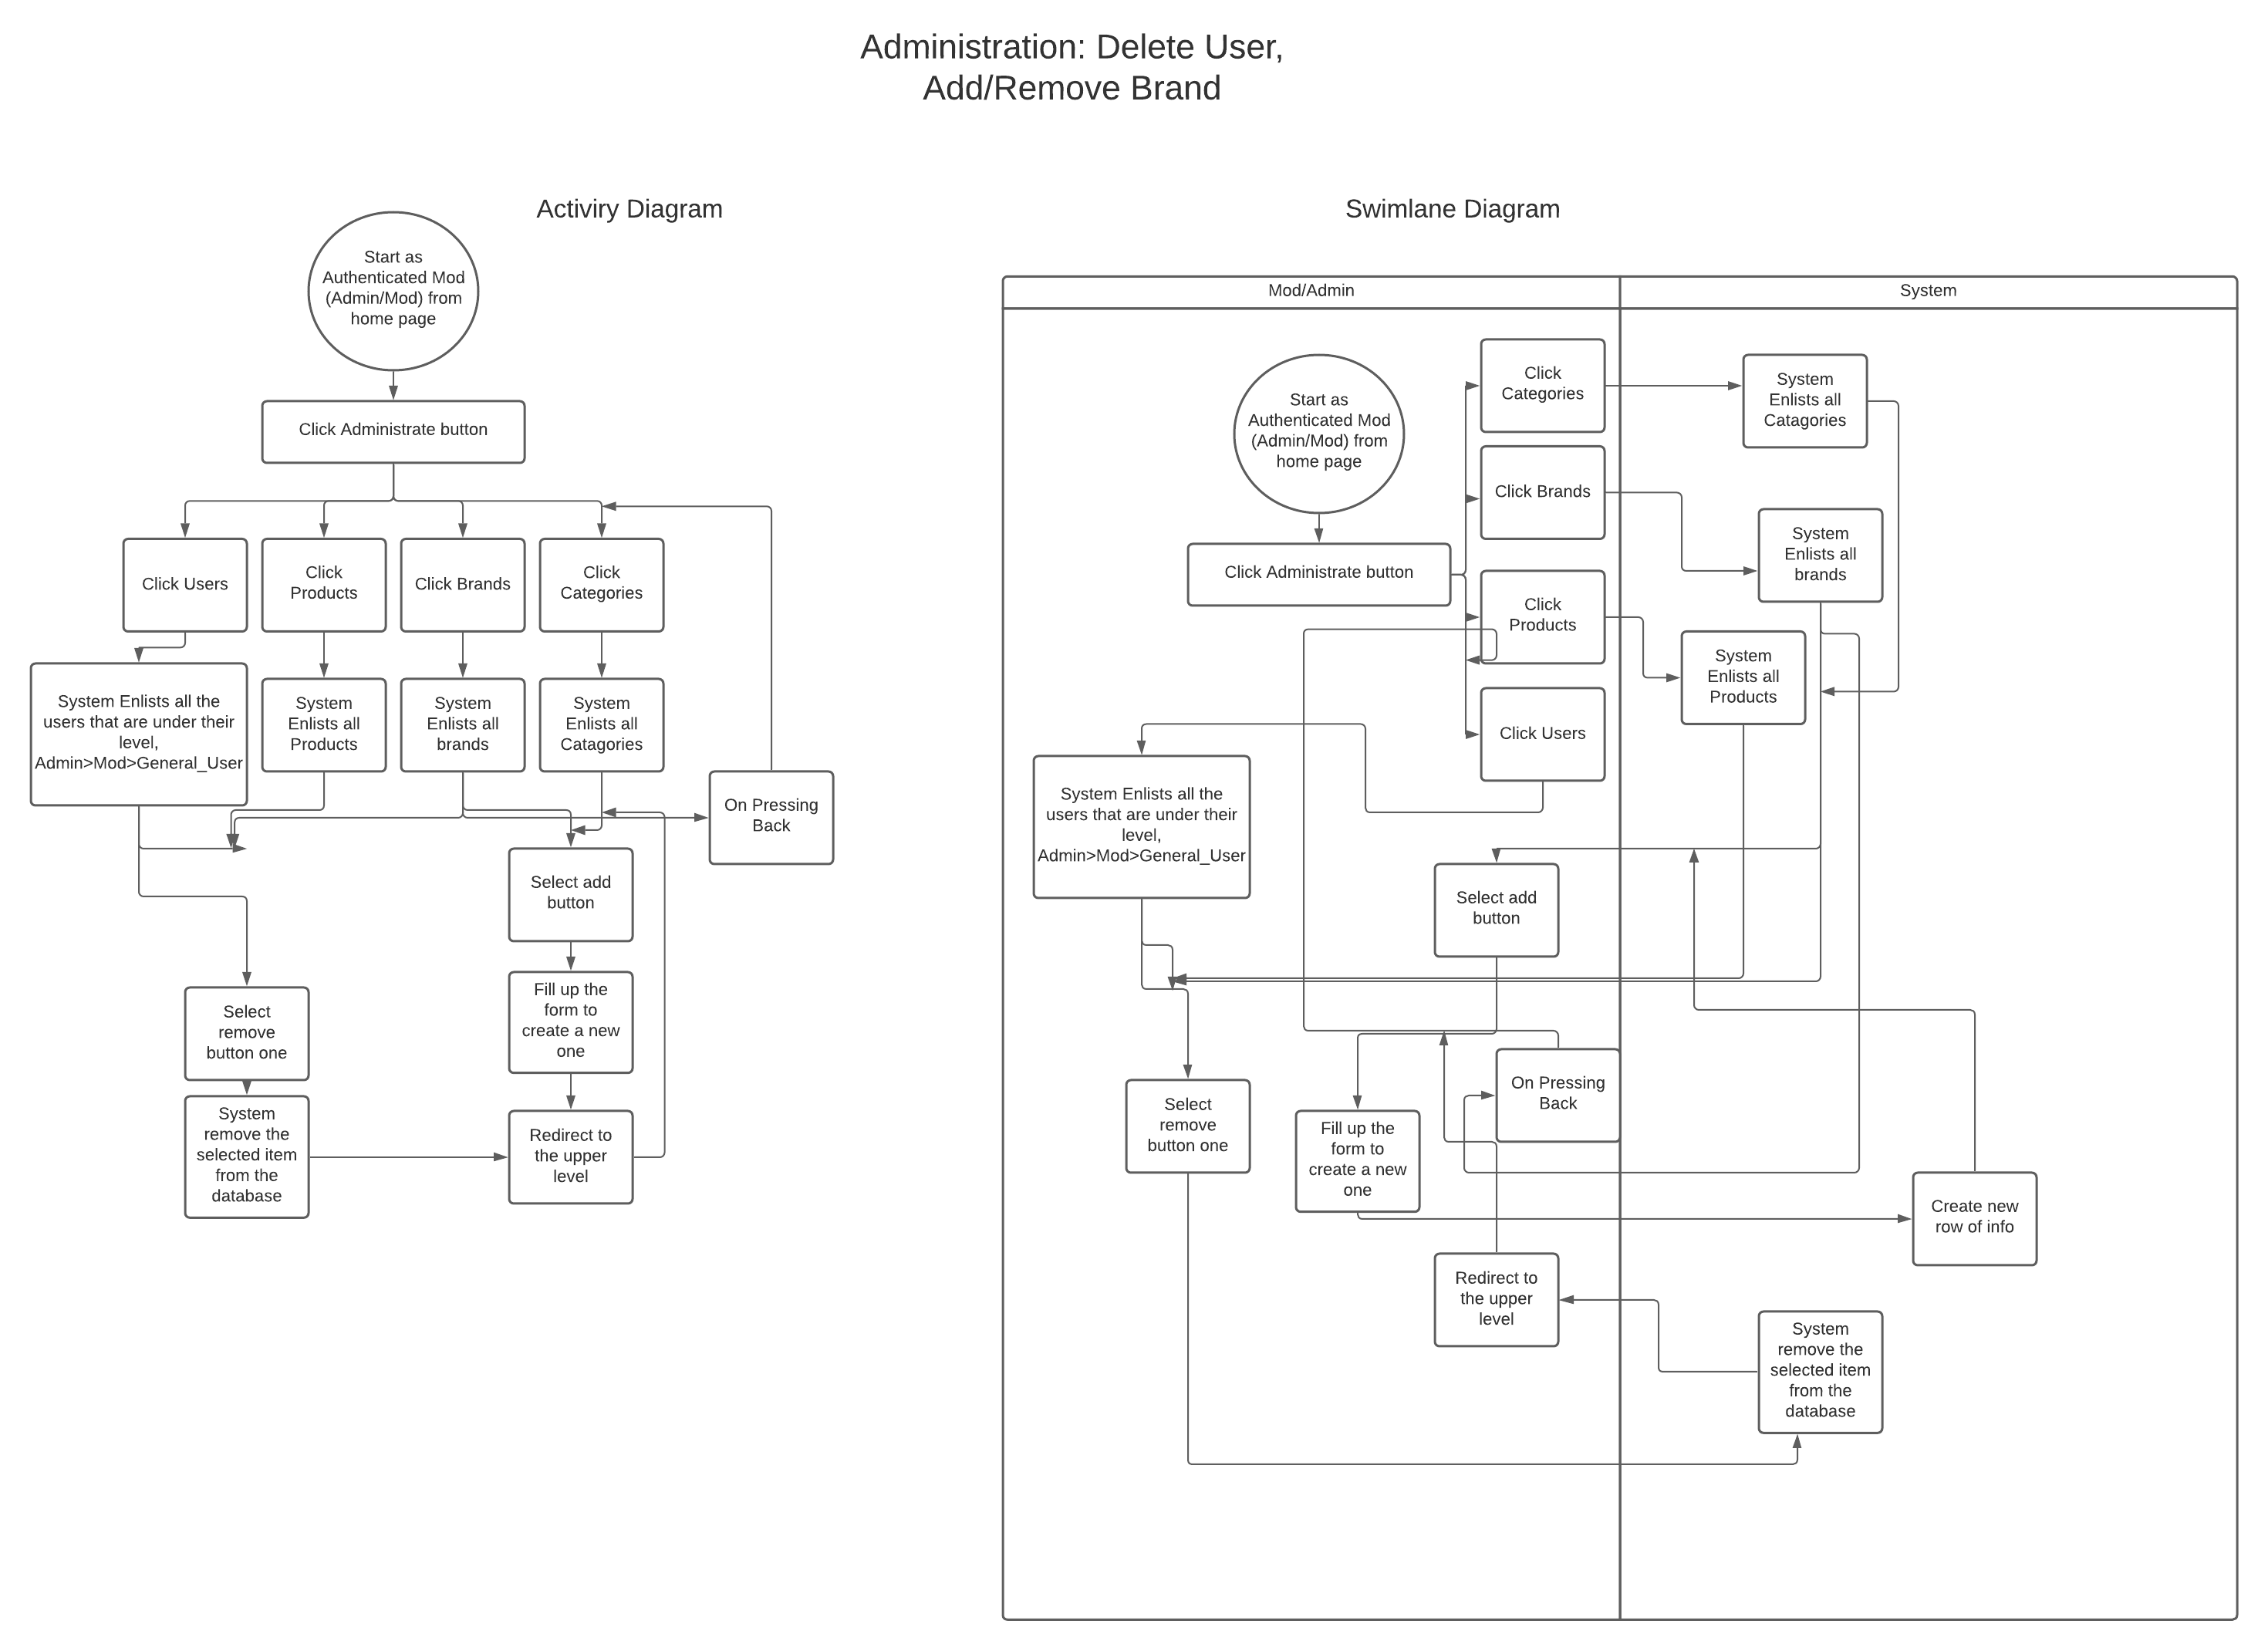 Administration: Delete User,
Add/Remove Brand
Activiry Diagram
Start as
Authenticated Mod
(Admin/Mod) from
home page
Click Administrate button
Click Users
Click
Products
Click Brands
Click
Categories
System Enlists all the
users that are under their
level,
Admin>Mod>General_User
System
Enlists all
Products
System
Enlists all
brands
System
Enlists all
Catagories
On Pressing
Back
Select add
button
Fill up the
form to
create a new
one
Select
remove
button one
System
remove the
selected item
from the
database
Redirect to
the upper
level
Swimlane Diagram
Mod/Admin
System
Start as
Authenticated Mod
(Admin/Mod) from
home page
Click Administrate button
Click
Categories
Click Brands
Click
Products
Click Users
System
Enlists all
Catagories
System
Enlists all
brands
System
Enlists all
Products
System Enlists all the
users that are under their
level,
Admin>Mod>General_User
Select add
button
On Pressing
Back
Select
remove
button one
Fill up the
form to
create a new
one
Create new
row of info
Redirect to
the upper
level
System
remove the
selected item
from the
database